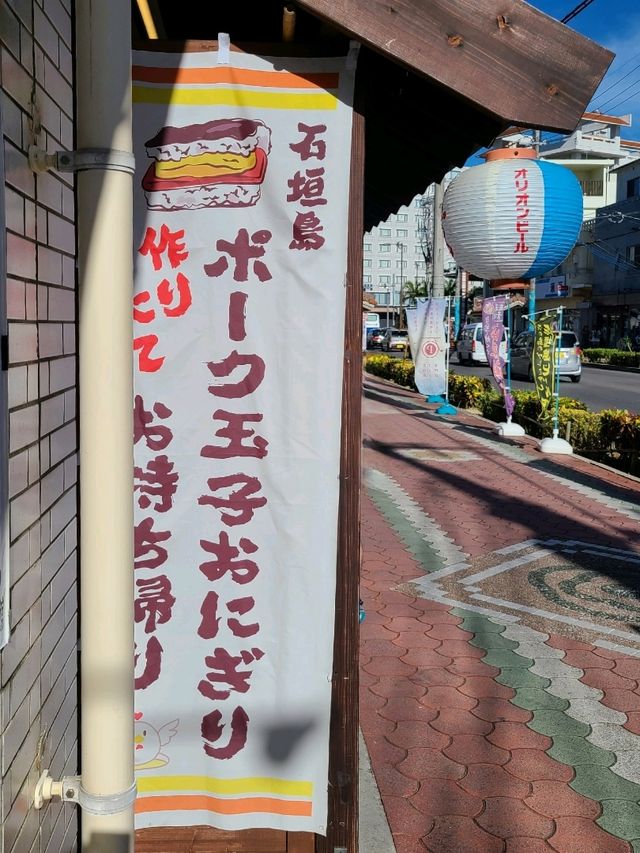 石垣島
ポーク玉子おにぎり
作りたて
お持ち帰り
オリオンビール